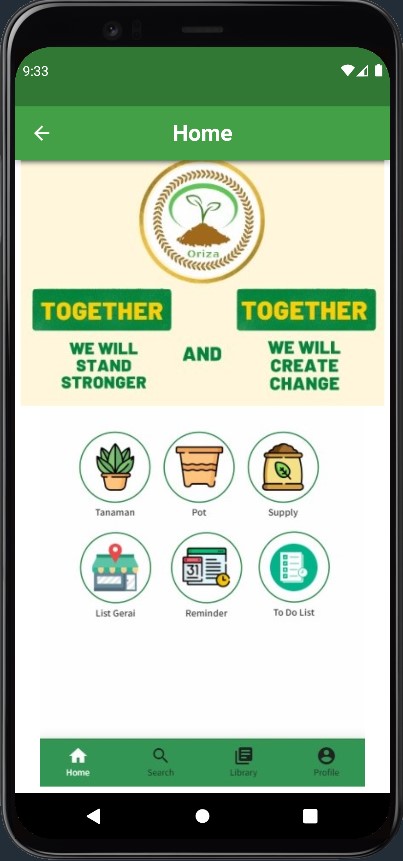 9:33
Home
Oriza
TOGETHER
WE WILL
STAND
STRONGER
AND
TOGETHER
WE WILL
CREATE
CHANGE
Tanaman
Pot
Supply
31
List Gerai
Reminder
To Do List
Home
Search
Library
Profile